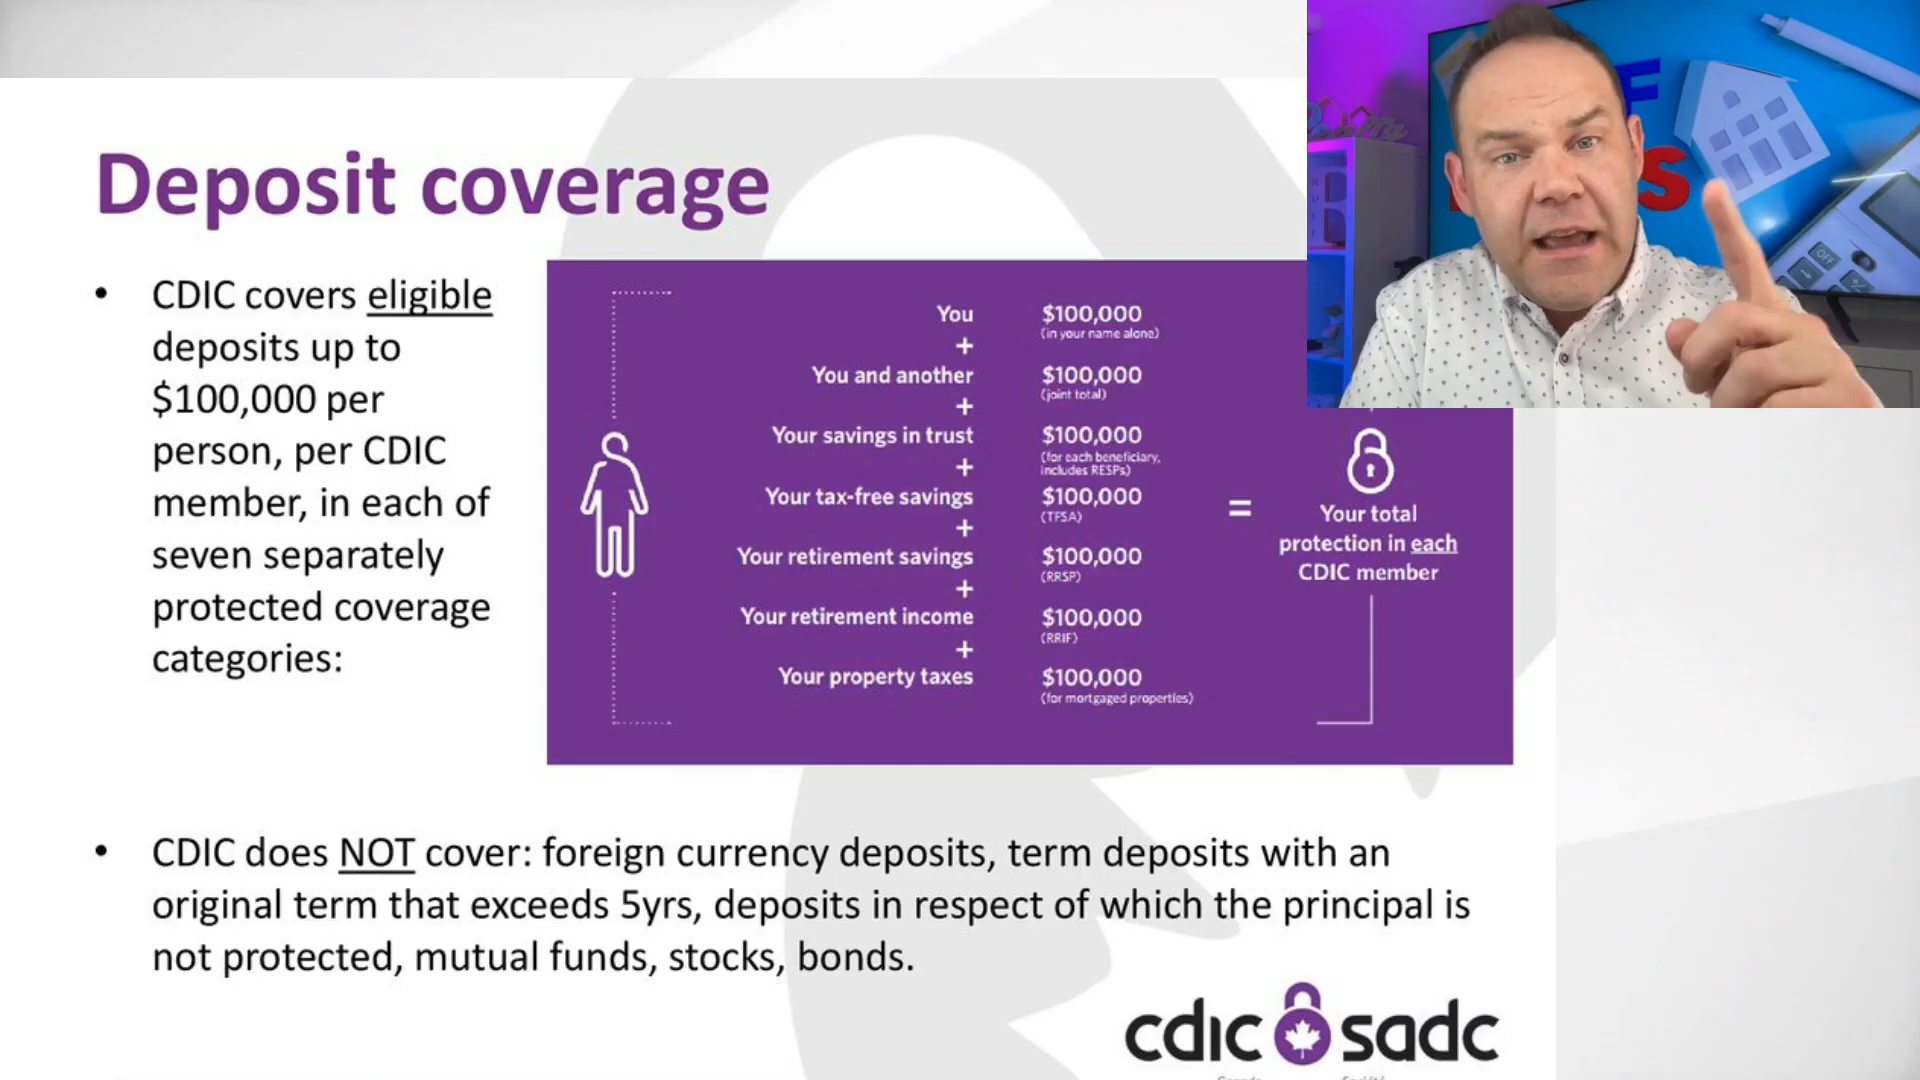 Deposit coverage
• CDIC covers eligible
deposits up to
$100,000 per
person, per CDIC
member, in each of
seven separately
protected coverage
categories:
You $100,000
(in your name alone)
+
You and another $100,000
(joint total)
+
Your savings in trust $100,000
(for each beneficiary,
includes RESPs)
+
Your tax-free savings $100,000
(TFSA)
+
Your retirement savings $100,000
(RRSP)
+
Your retirement income $100,000
(RRIF)
+
Your property taxes $100,000
(for mortgaged properties)
=
Your total
protection in each
CDIC member
• CDIC does NOT cover: foreign currency deposits, term deposits with an
original term that exceeds 5yrs, deposits in respect of which the principal is
not protected, mutual funds, stocks, bonds.
cdic sadc
OFF